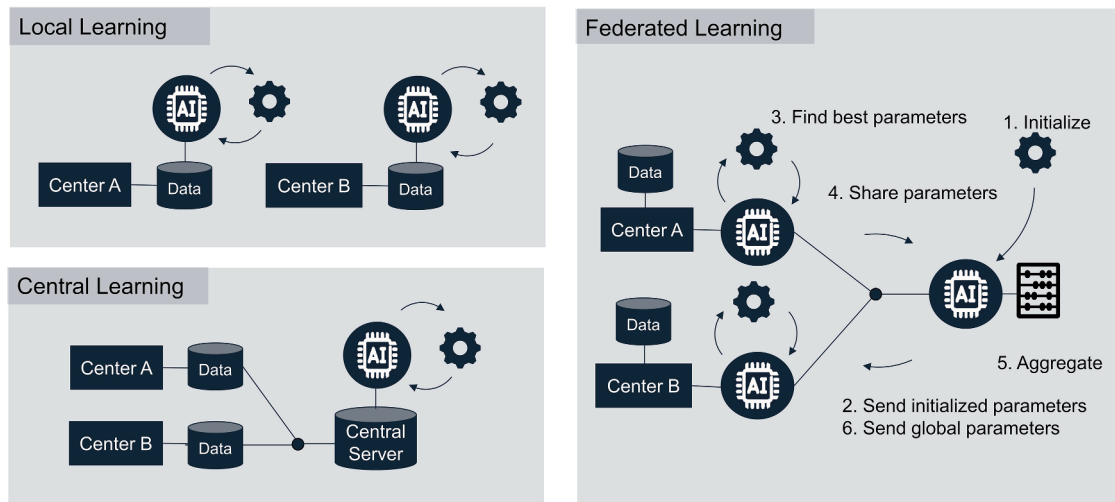 Local Learning
AI
AI
Center A
Data
Center B
Data
Central Learning
AI
Center A
Data
Center B
Data
Central
Server
Federated Learning
3. Find best parameters
1. Initialize
Data
4. Share parameters
Center A
AI
AI
Data
5. Aggregate
Center B
AI
2. Send initialized parameters
6. Send global parameters